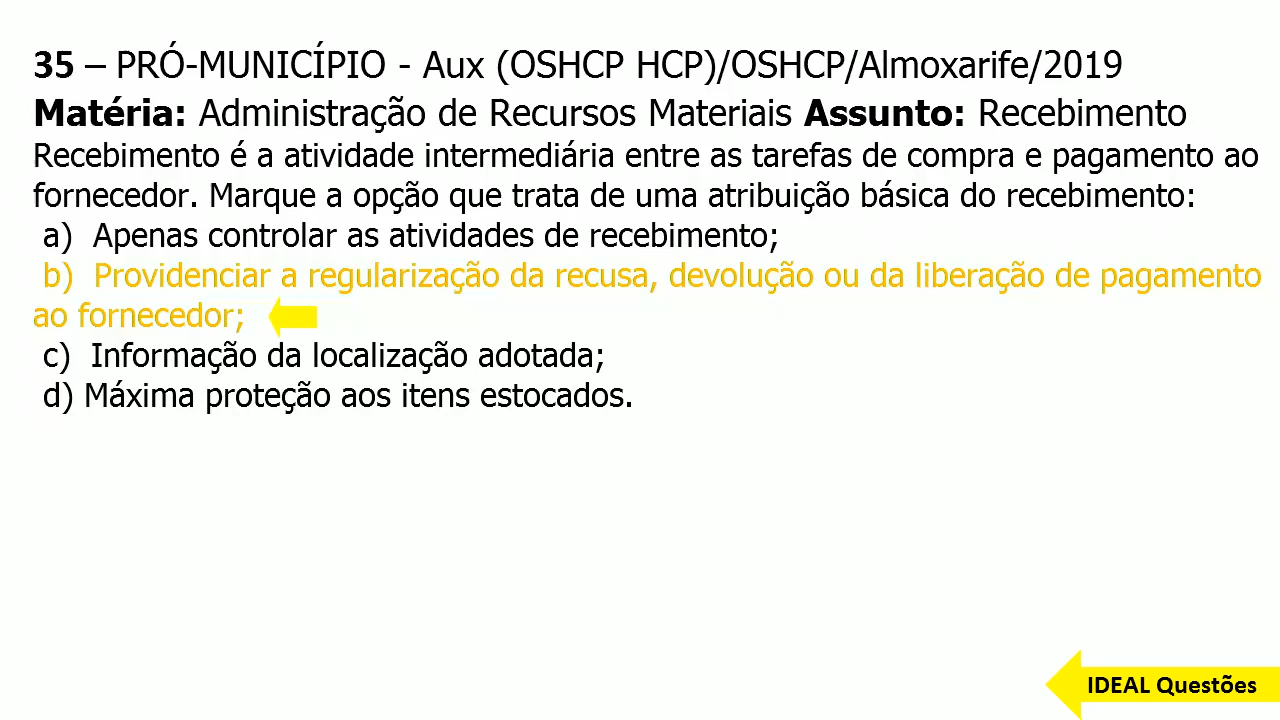 35 – PRÓ-MUNICÍPIO - Aux (OSHCP HCP)/OSHCP/Almoxarife/2019
Matéria: Administração de Recursos Materiais Assunto: Recebimento
Recebimento é a atividade intermediária entre as tarefas de compra e pagamento ao
fornecedor. Marque a opção que trata de uma atribuição básica do recebimento:
a) Apenas controlar as atividades de recebimento;
b) Providenciar a regularização da recusa, devolução ou da liberação de pagamento
ao fornecedor;
c) Informação da localização adotada;
d) Máxima proteção aos itens estocados.
IDEAL Questões